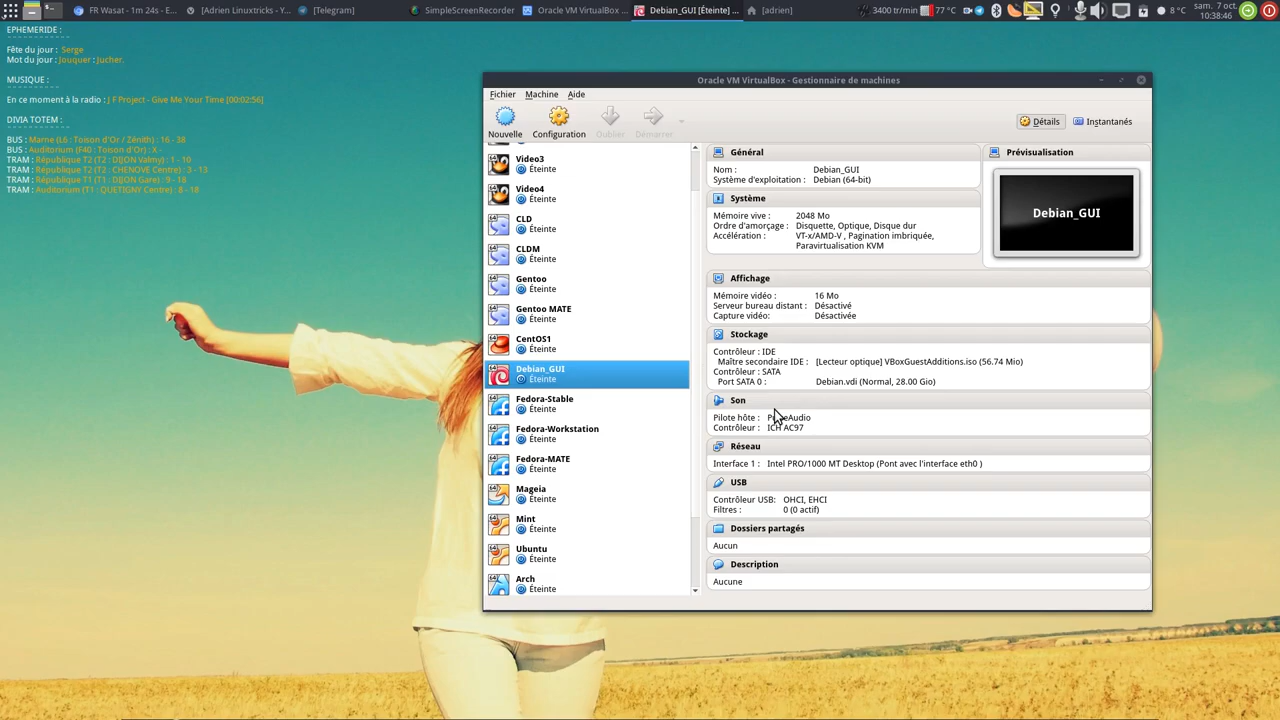 FR Wasat - 1m 24s - E...
[Adrien Linuxtricks] - Y...
[Telegram]
SimpleScreenRecorder
Oracle VM VirtualBox ...
Debian_GUI [Éteinte] ...
[adrien]
3400 tr/min
77 °C
8 °C
sam. 7 oct.
10:38:46
EPHEMERIDE :
Fête du jour : Serge
Mot du jour : Jouquer : Jucher.
MUSIQUE :
En ce moment à la radio : J F Project - Give Me Your Time [00:02:56]
DIVIA TOTEM :
BUS : Marne (L6 : Toison d'Or / Zénith) : 16 - 38
BUS : Auditorium (F40 : Toison d'Or) : X -
TRAM : République T2 (T2 : DIJON Valmy) : 1 - 10
TRAM : République T2 (T2 : CHENOVE Centre) : 3 - 13
TRAM : République T1 (T1 : DIJON Gare) : 9 - 18
TRAM : Auditorium (T1 : QUETIGNY Centre) : 8 - 18
Oracle VM VirtualBox - Gestionnaire de machines
Fichier Machine Aide
Nouvelle Configuration Oublier Démarrer
Détails Instantanés
Video3
Éteinte
Video4
Éteinte
CLD
Éteinte
CLDM
Éteinte
Gentoo
Éteinte
Gentoo MATE
Éteinte
CentOS1
Éteinte
Debian_GUI
Éteinte
Fedora-Stable
Éteinte
Fedora-Workstation
Éteinte
Fedora-MATE
Éteinte
Mageia
Éteinte
Mint
Éteinte
Ubuntu
Éteinte
Arch
Éteinte
Général
Nom : Debian_GUI
Système d'exploitation : Debian (64-bit)
Système
Mémoire vive : 2048 Mo
Ordre d'amorçage : Disquette, Optique, Disque dur
Accélération : VT-x/AMD-V , Pagination imbriquée,
Paravirtualisation KVM
Prévisualisation
Debian_GUI
Affichage
Mémoire vidéo : 16 Mo
Serveur bureau distant : Désactivé
Capture vidéo: Désactivée
Stockage
Contrôleur : IDE
Maître secondaire IDE : [Lecteur optique] VBoxGuestAdditions.iso (56.74 Mio)
Contrôleur : SATA
Port SATA 0 : Debian.vdi (Normal, 28.00 Gio)
Son
Pilote hôte : PulseAudio
Contrôleur : ICH AC97
Réseau
Interface 1 : Intel PRO/1000 MT Desktop (Pont avec l'interface eth0 )
USB
Contrôleur USB: OHCI, EHCI
Filtres : 0 (0 actif)
Dossiers partagés
Aucun
Description
Aucune